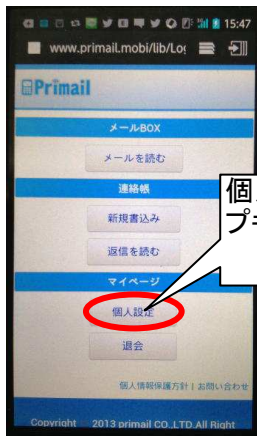 15:47
www.primail.mobi/lib/Log
Primail
メールBOX
メールを読む
連絡帳
新規書込み
返信を読む
マイページ
個人設定
退会
個人情報保護方針 | お問い合わせ
Copyright 2013 primail CO.,LTD.All Right
個
プ